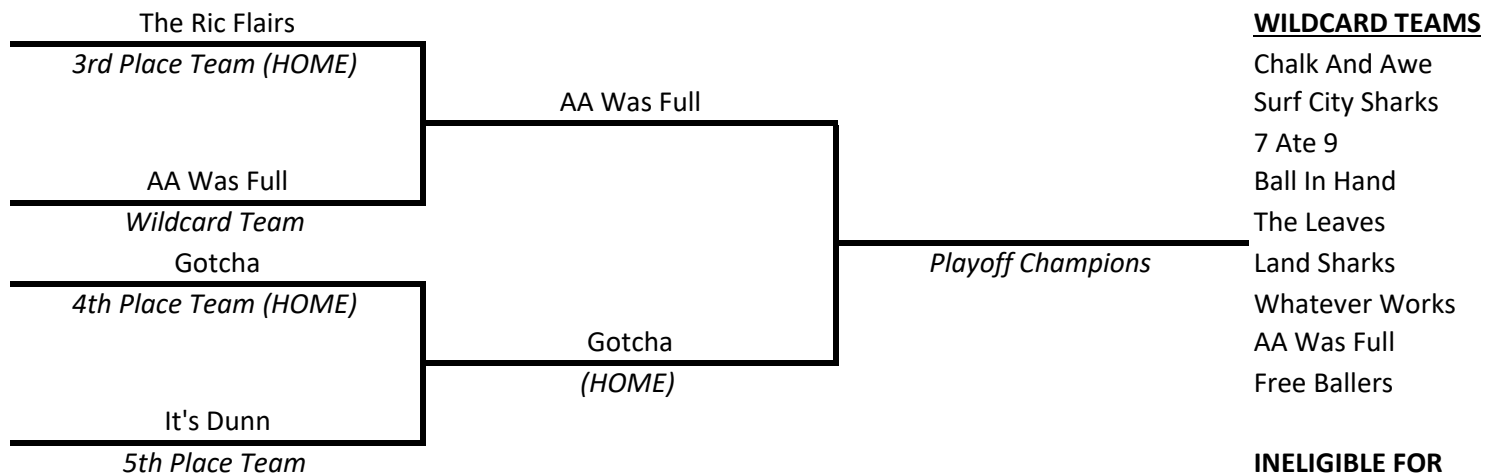 The Ric Flairs
3rd Place Team (HOME)
AA Was Full
AA Was Full
Wildcard Team
Gotcha
4th Place Team (HOME)
Playoff Champions
Gotcha
(HOME)
It's Dunn
5th Place Team
WILDCARD TEAMS
Chalk And Awe
Surf City Sharks
7 Ate 9
Ball In Hand
The Leaves
Land Sharks
Whatever Works
AA Was Full
Free Ballers
INELIGIBLE FOR